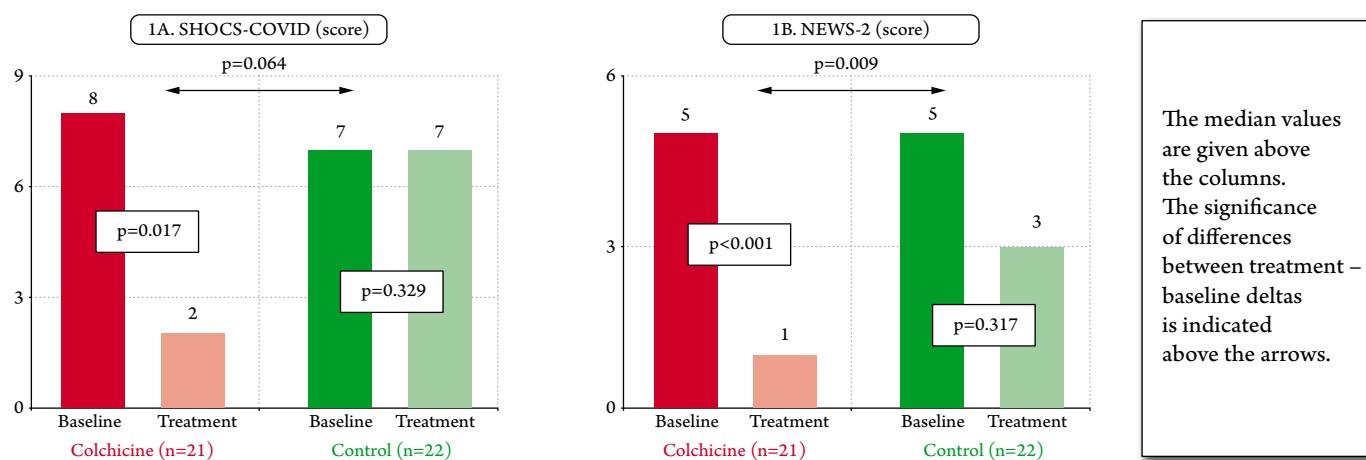 1A. SHOCS-COVID (score)
p=0.064
9
6
3
0
8
2
7
7
p=0.017
p=0.329
Baseline
Treatment
Baseline
Treatment
Colchicine (n=21)
Control (n=22)
1B. NEWS-2 (score)
p=0.009
6
3
0
5
1
5
3
p<0.001
p=0.317
Baseline
Treatment
Baseline
Treatment
Colchicine (n=21)
Control (n=22)
The median values
are given above
the columns.
The significance
of differences
between treatment –
baseline deltas
is indicated
above the arrows.